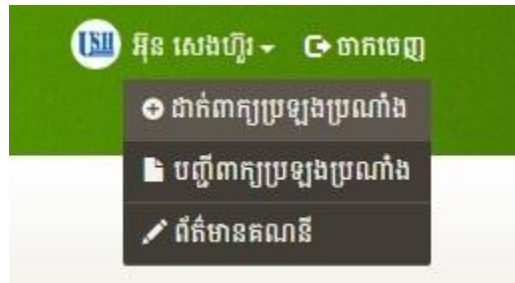 USH អ៊ុន សេងហ៊ួរ ចាកចេញ
ដាក់ពាក្យប្រឡងប្រណាំង
បញ្ជីពាក្យប្រឡងប្រណាំង
ព័ត៌មានគណនី